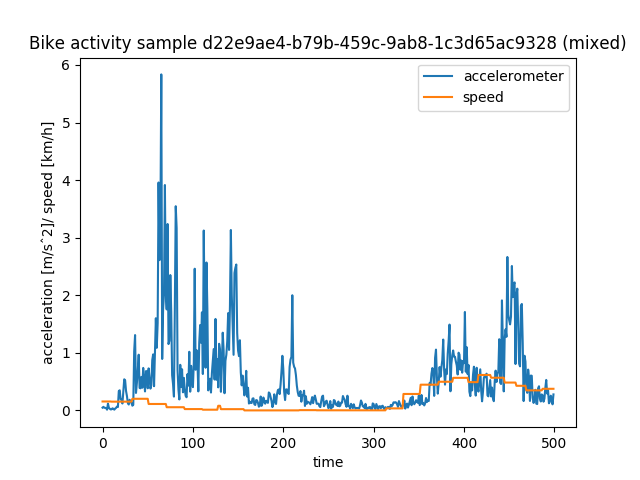 Bike activity sample d22e9ae4-b79b-459c-9ab8-1c3d65ac9328 (mixed)
accelerometer
speed
6
5
4
3
2
1
0
acceleration [m/s^2]/ speed [km/h]
0 100 200 300 400 500
time